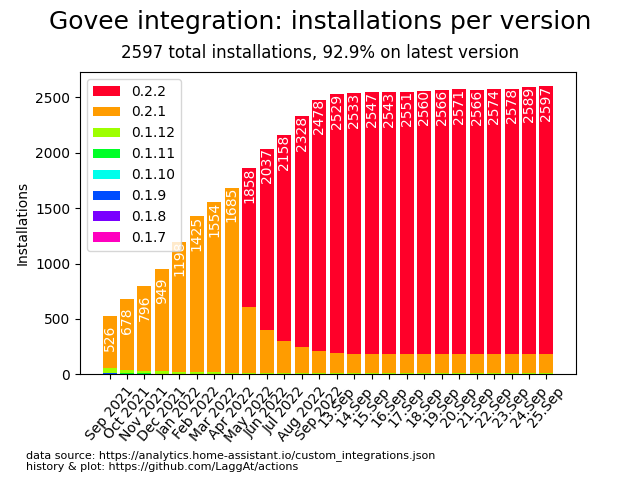 Govee integration: installations per version
2597 total installations, 92.9% on latest version
Installations
2500
2000
1500
1000
500
0
0.2.2
0.2.1
0.1.12
0.1.11
0.1.10
0.1.9
0.1.8
0.1.7
526
678
796
949
1425
1554
1685
1858
2037
2158
2328
2478
2529
2533
2547
2543
2551
2560
2566
2571
2566
2574
2578
2589
2597
Sep 2021
Oct 2021
Nov 2021
Dec 2021
Jan 2022
Feb 2022
Mar 2022
Apr 2022
May 2022
Jun 2022
Jul 2022
Aug 2022
Sep 2022
13.Sep
14.Sep
15.Sep
16.Sep
17.Sep
18.Sep
19.Sep
20.Sep
21.Sep
22.Sep
23.Sep
24.Sep
25.Sep
data source: https://analytics.home-assistant.io/custom_integrations.json
history & plot: https://github.com/LaggAt/actions